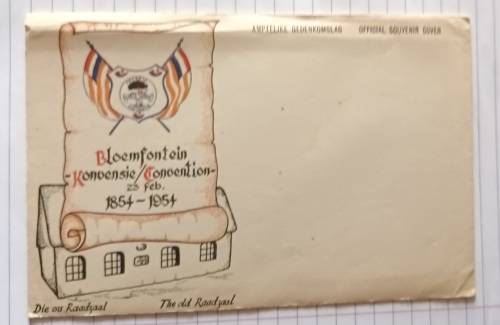 AMPTELIKE GEDENKOMSLAG OFFICIAL SOUVENIR COVER
Bloemfontein
-Konvensie/Convention-
23 Feb.
1854-1954
Die ou Raadsaal
The old Raadsaal